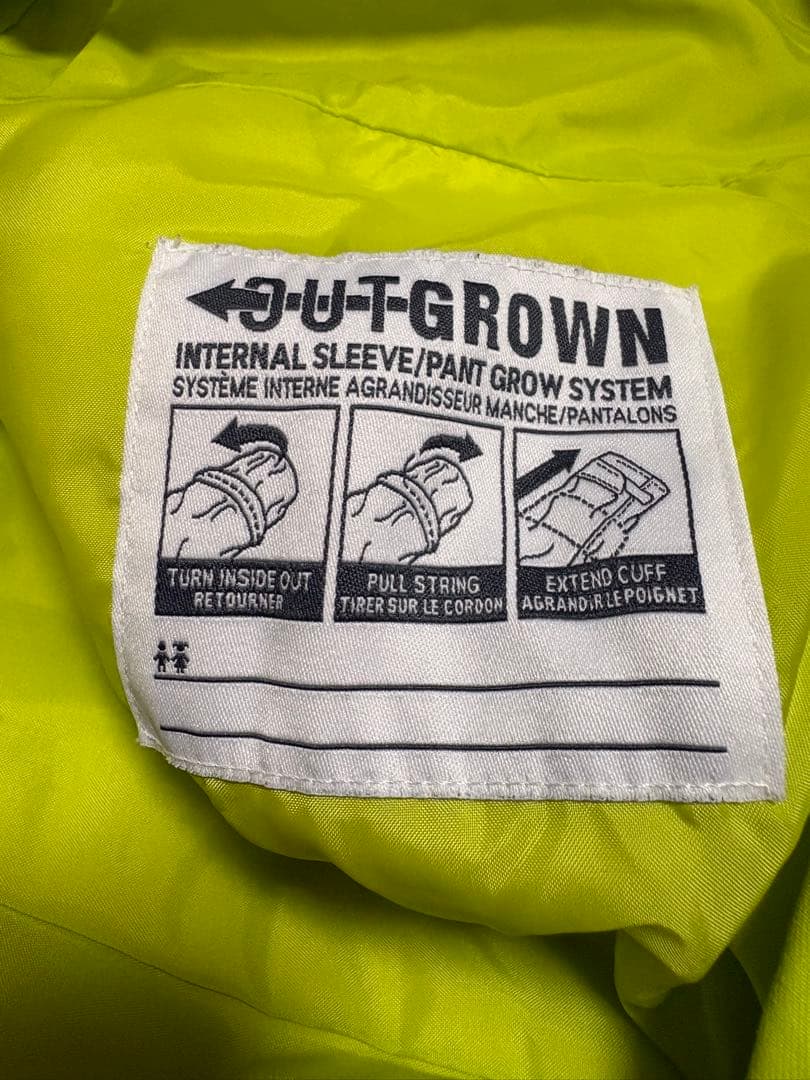 OUTGROWN
INTERNAL SLEEVE/PANT GROW SYSTEM
SYSTÈME INTERNE AGRANDISSEUR MANCHE/PANTALONS
TURN INSIDE OUT
RETOURNER
PULL STRING
TIRER SUR LE CORDON
EXTEND CUFF
AGRANDIR LE POIGNET